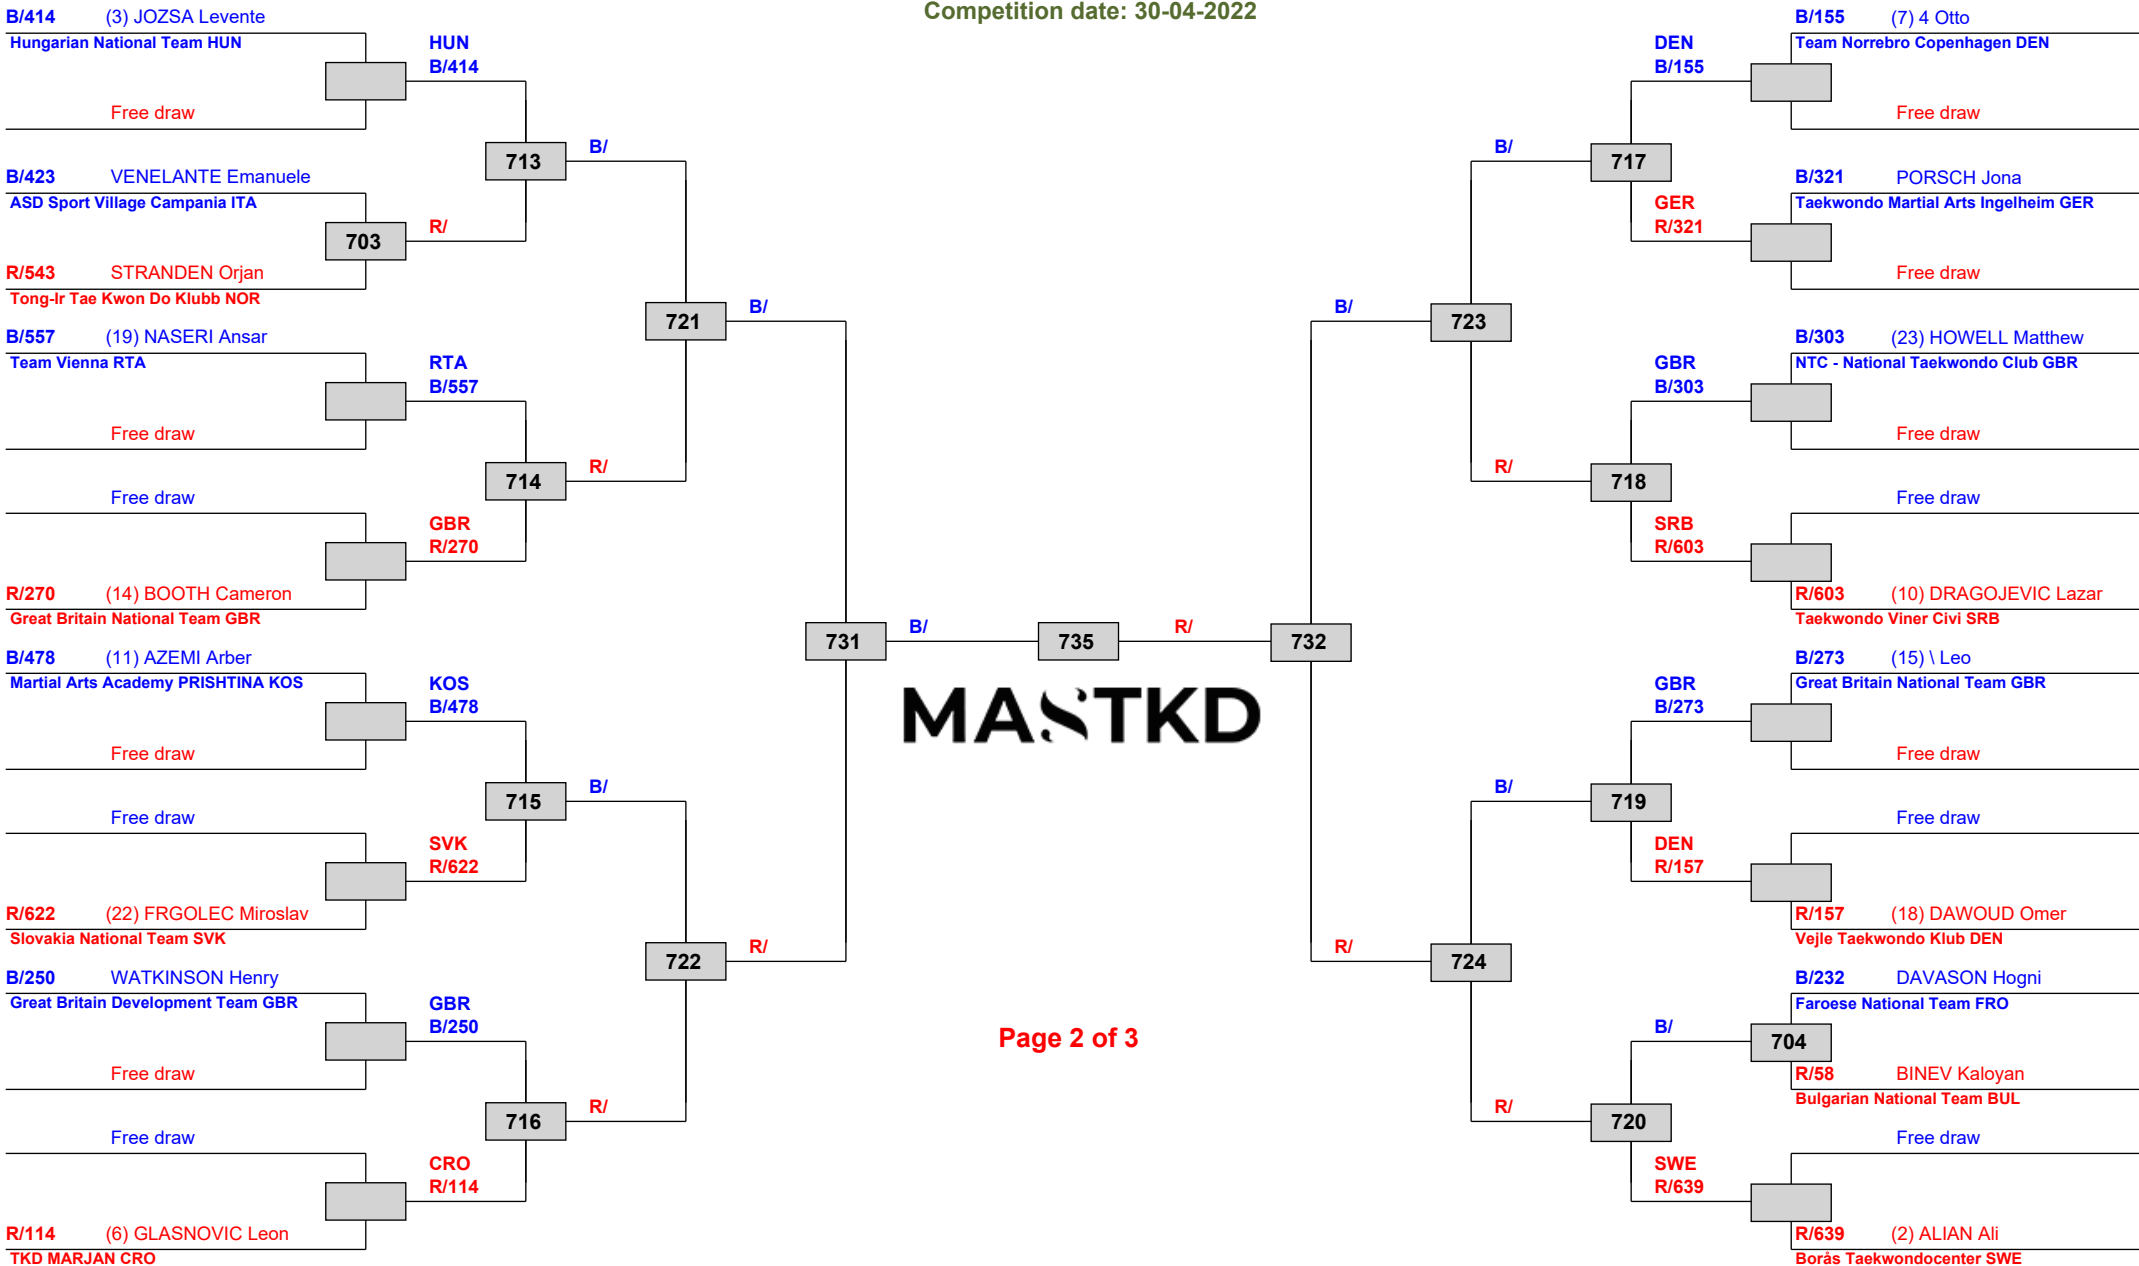 Competition date: 30-04-2022
B/414 (3) JOZSA Levente
Hungarian National Team HUN
HUN
B/414
Free draw
713
B/
B/423 VENELANTE Emanuele
ASD Sport Village Campania ITA
703
R/
R/543 STRANDEN Orjan
Tong-Ir Tae Kwon Do Klubb NOR
721
B/
B/557 (19) NASERI Ansar
Team Vienna RTA
RTA
B/557
Free draw
714
R/
Free draw
GBR
R/270
R/270 (14) BOOTH Cameron
Great Britain National Team GBR
731
B/
735
R/
732
B/478 (11) AZEMI Arber
Martial Arts Academy PRISHTINA KOS
KOS
B/478
Free draw
715
B/
Free draw
SVK
R/622
R/622 (22) FRGOLEC Miroslav
Slovakia National Team SVK
722
R/
B/250 WATKINSON Henry
Great Britain Development Team GBR
GBR
B/250
Free draw
716
R/
Free draw
CRO
R/114
R/114 (6) GLASNOVIC Leon
TKD MARJAN CRO
MASTKD
Page 2 of 3
B/155 (7) 4 Otto
Team Norrebro Copenhagen DEN
DEN
B/155
Free draw
B/
717
B/321 PORSCH Jona
Taekwondo Martial Arts Ingelheim GER
GER
R/321
Free draw
B/
723
B/303 (23) HOWELL Matthew
NTC - National Taekwondo Club GBR
GBR
B/303
Free draw
R/
718
Free draw
SRB
R/603
R/603 (10) DRAGOJEVIC Lazar
Taekwondo Viner Civi SRB
B/273 (15) \ Leo
Great Britain National Team GBR
GBR
B/273
Free draw
B/
719
Free draw
DEN
R/157
R/157 (18) DAWOUD Omer
Vejle Taekwondo Klub DEN
R/
724
B/232 DAVASON Hogni
Faroese National Team FRO
B/
704
R/58 BINEV Kaloyan
Bulgarian National Team BUL
R/
720
Free draw
SWE
R/639
R/639 (2) ALIAN Ali
Borås Taekwondocenter SWE